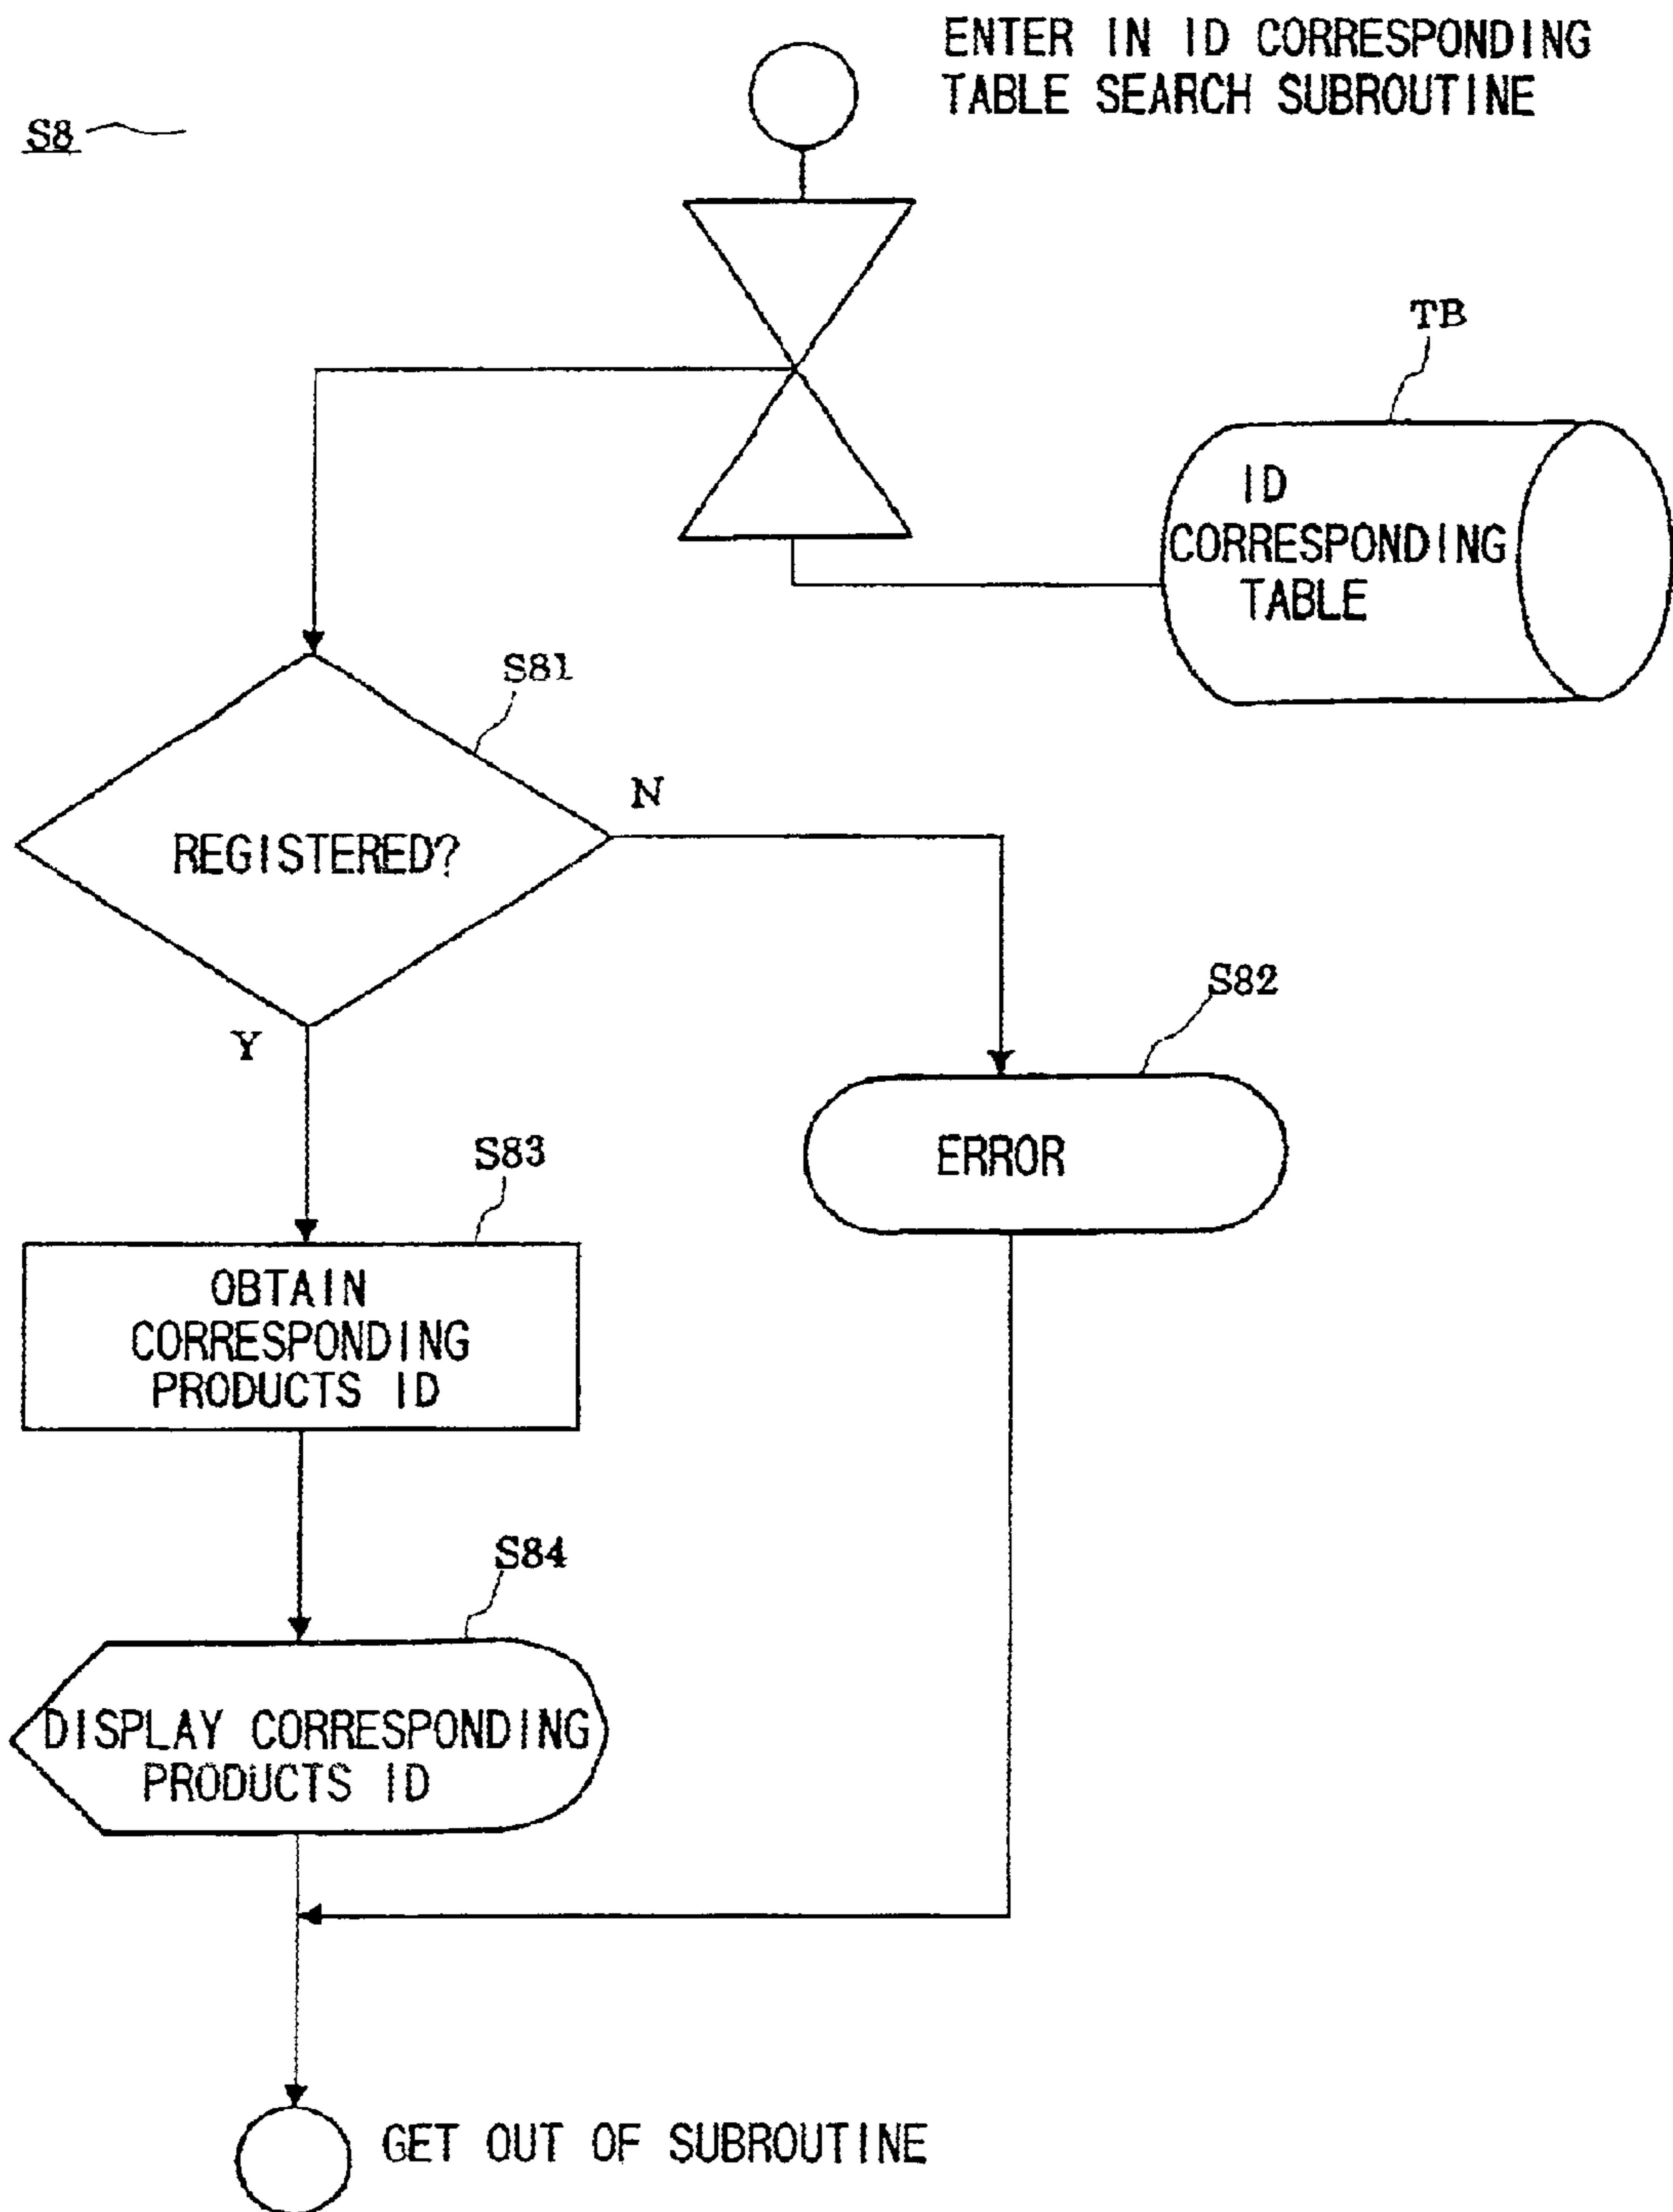 ENTER IN ID CORRESPONDING
TABLE SEARCH SUBROUTINE
S8
TB
ID
CORRESPONDING
TABLE
S81
N
REGISTERED?
Y
S82
ERROR
S83
OBTAIN
CORRESPONDING
PRODUCTS ID
S84
DISPLAY CORRESPONDING
PRODUCTS ID
GET OUT OF SUBROUTINE